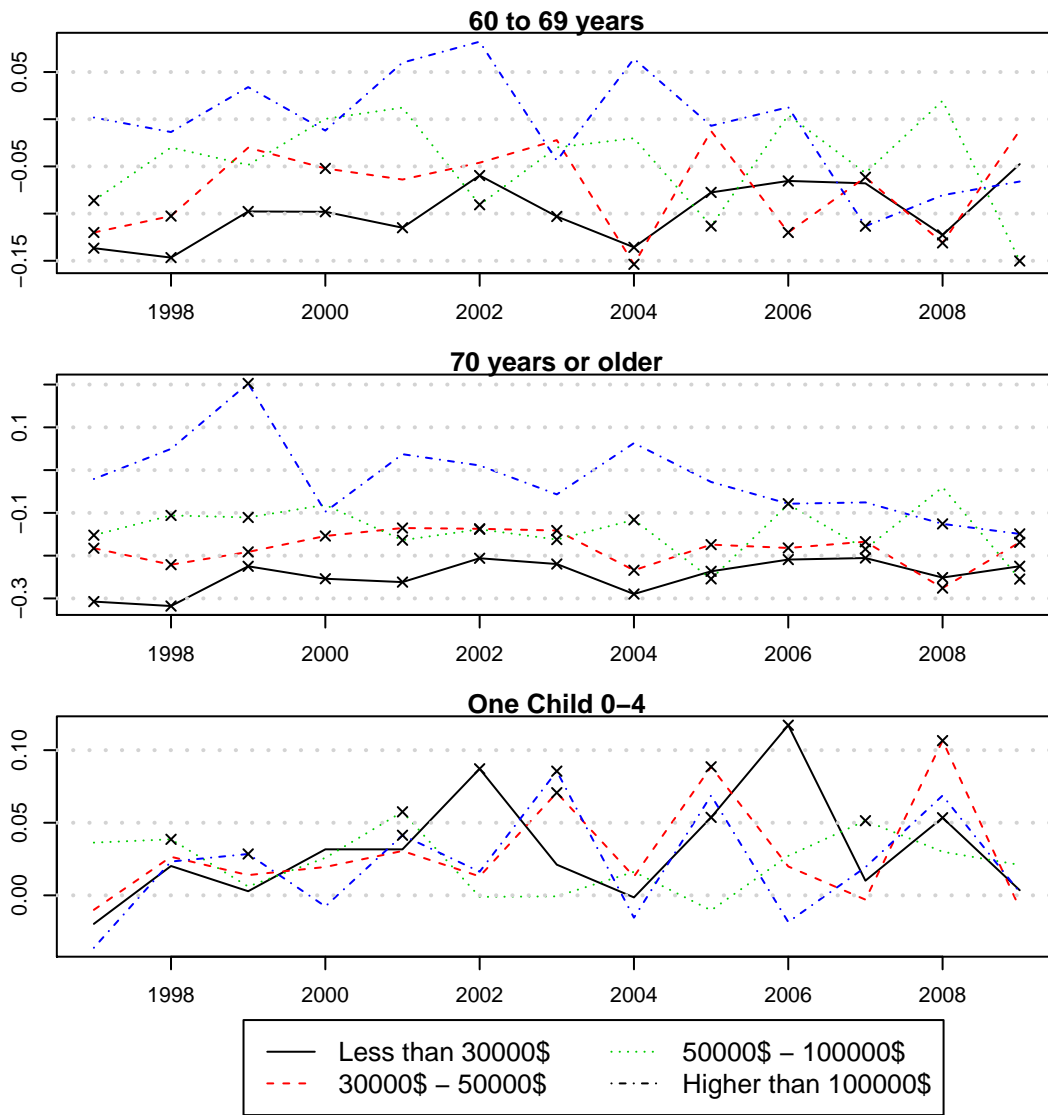 60 to 69 years
0.05
−0.05
−0.15
1998 2000 2002 2004 2006 2008
70 years or older
0.1
−0.1
−0.3
1998 2000 2002 2004 2006 2008
One Child 0−4
0.10
0.05
0.00
1998 2000 2002 2004 2006 2008
Less than 30000$ 50000$ − 100000$
30000$ − 50000$ Higher than 100000$